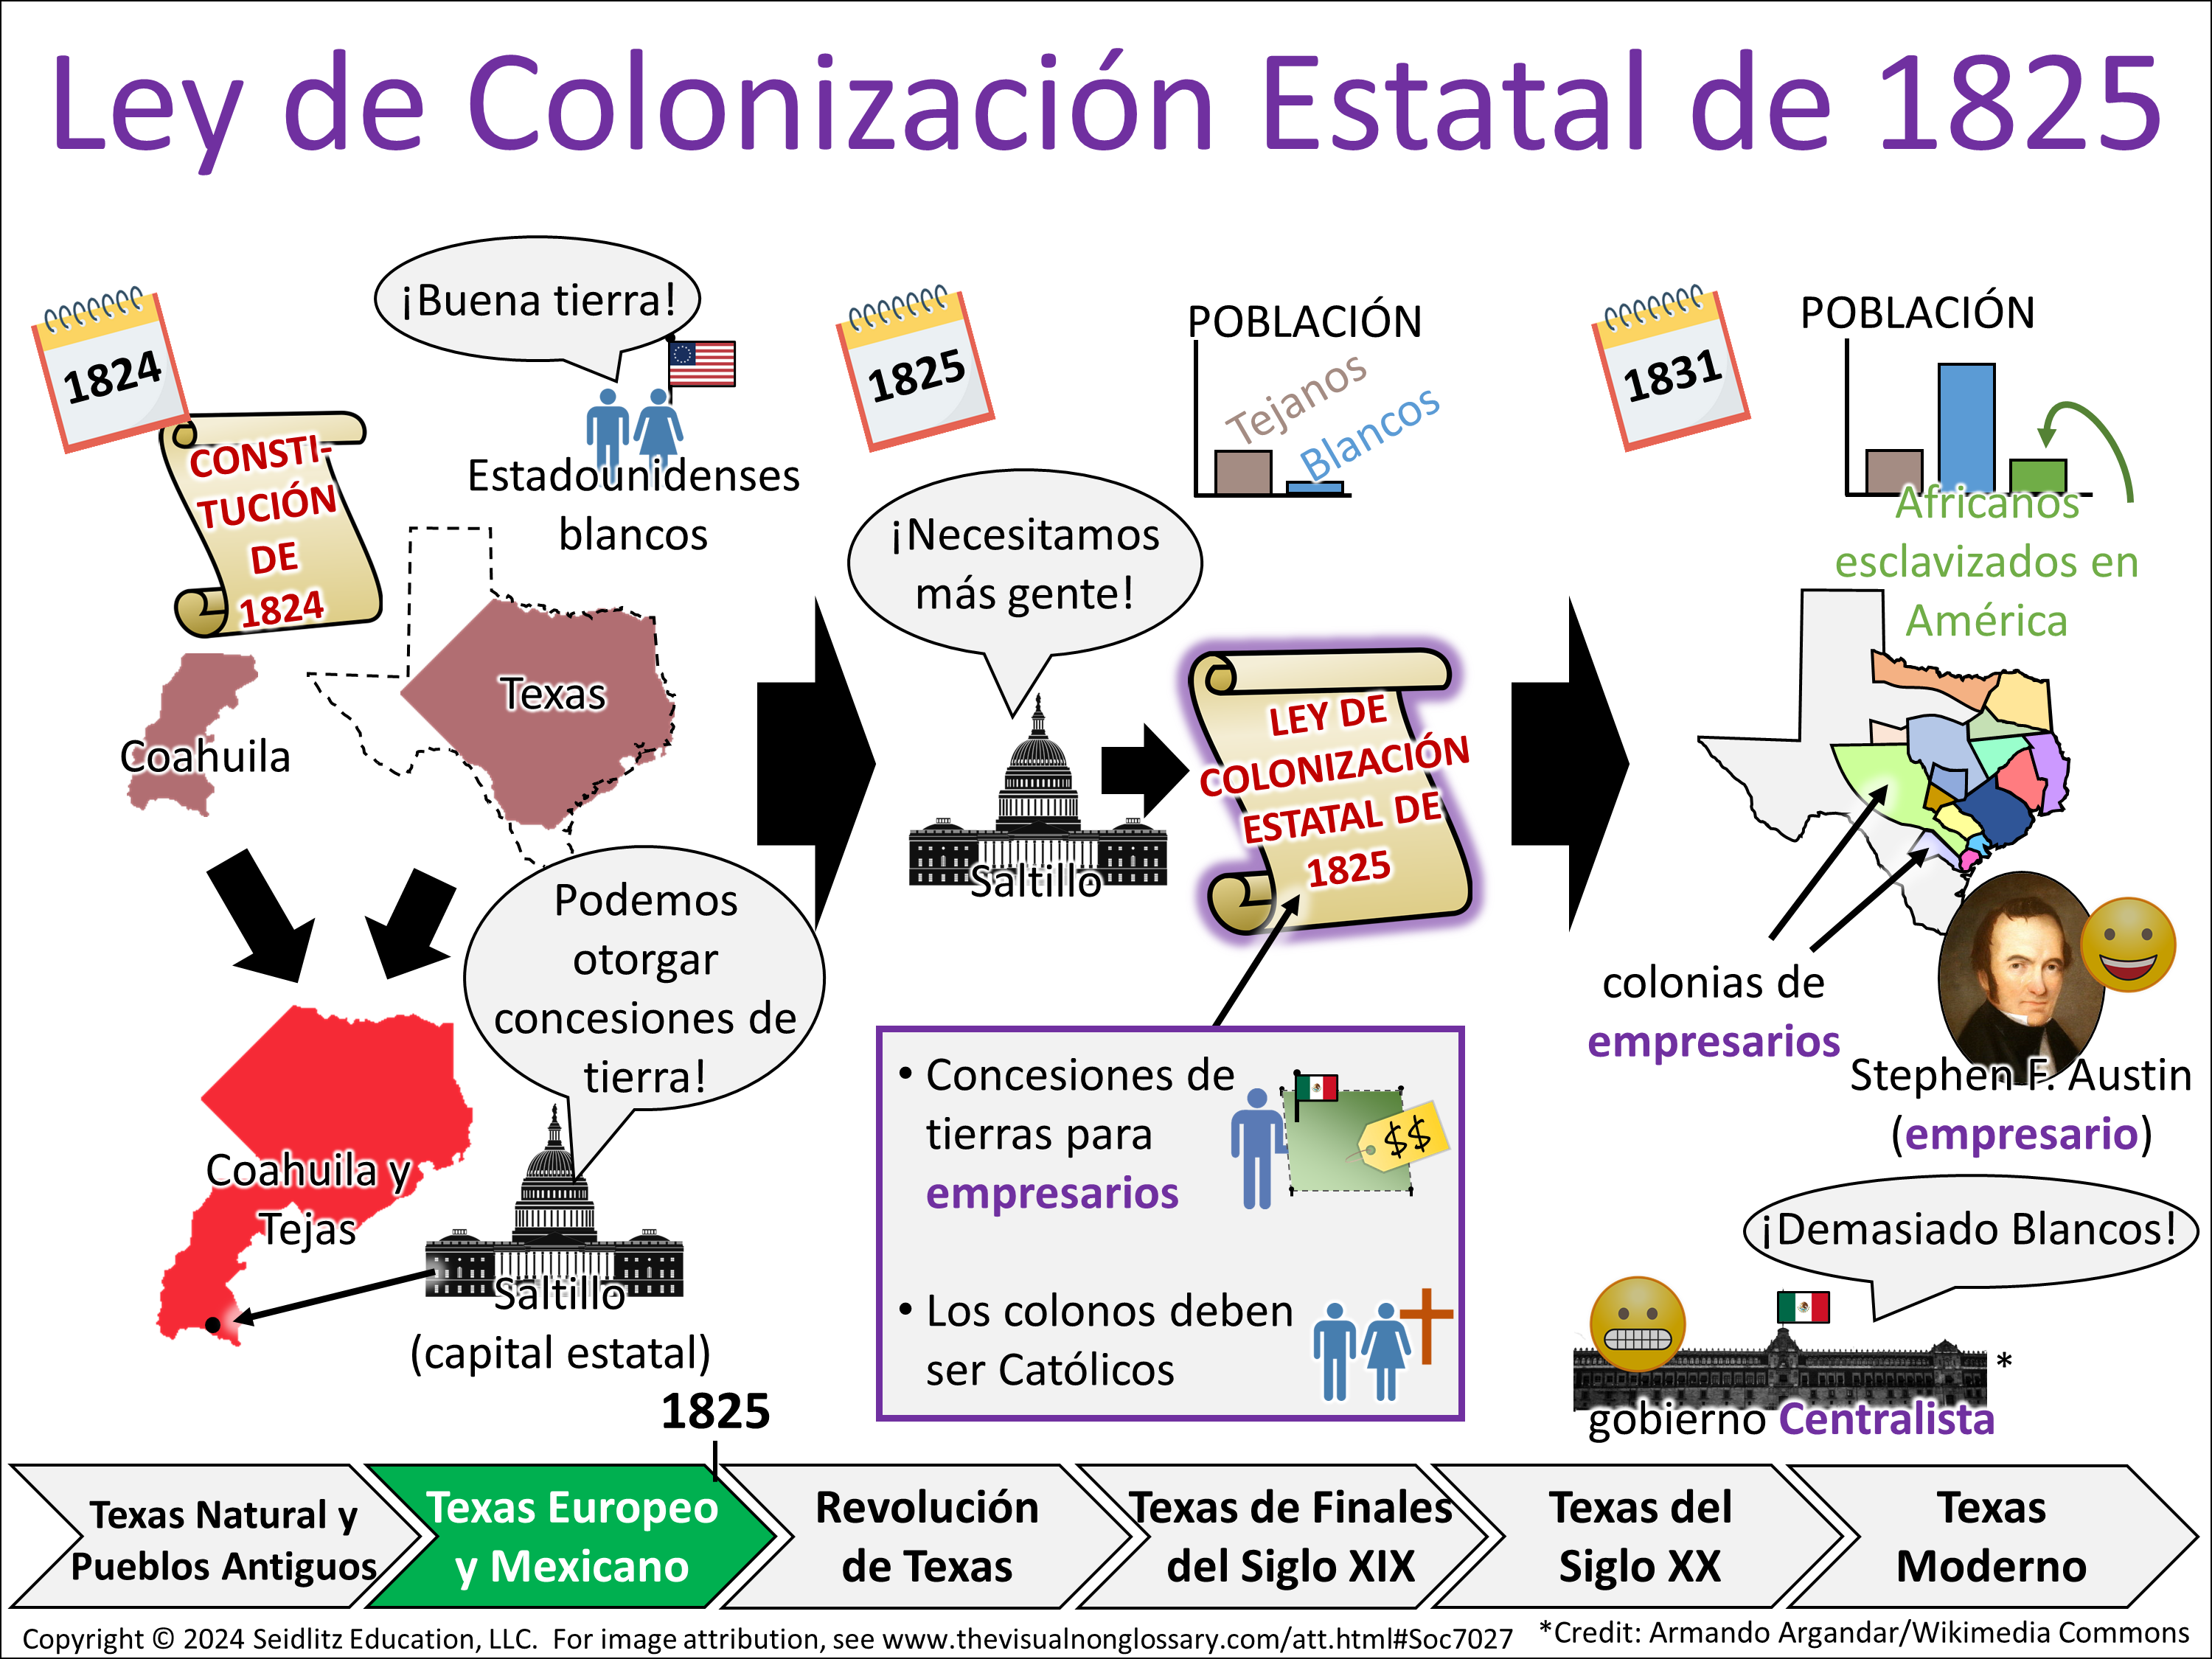 Ley de Colonización Estatal de 1825
1824
CONSTI-
TUCIÓN
DE
1824
¡Buena tierra!
Estadounidenses
blancos
Texas
Coahuila
Podemos
otorgar
concesiones de
tierra!
Coahuila y
Tejas
Saltillo
(capital estatal)
1825
POBLACIÓN
Tejanos
Blancos
¡Necesitamos
más gente!
Saltillo
LEY DE
COLONIZACIÓN
ESTATAL DE
1825
• Concesiones de
tierras para
empresarios
$$
• Los colonos deben
ser Católicos
1831
POBLACIÓN
Africanos
esclavizados en
América
colonias de
empresarios
Stephen F. Austin
(empresario)
¡Demasiado Blancos!
*
gobierno Centralista
1825
Texas Natural y
Pueblos Antiguos
Texas Europeo
y Mexicano
Revolución
de Texas
Texas de Finales
del Siglo XIX
Texas del
Siglo XX
Texas
Moderno
Copyright © 2024 Seidlitz Education, LLC. For image attribution, see www.thevisualnonglossary.com/att.html#Soc7027
*Credit: Armando Argandar/Wikimedia Commons